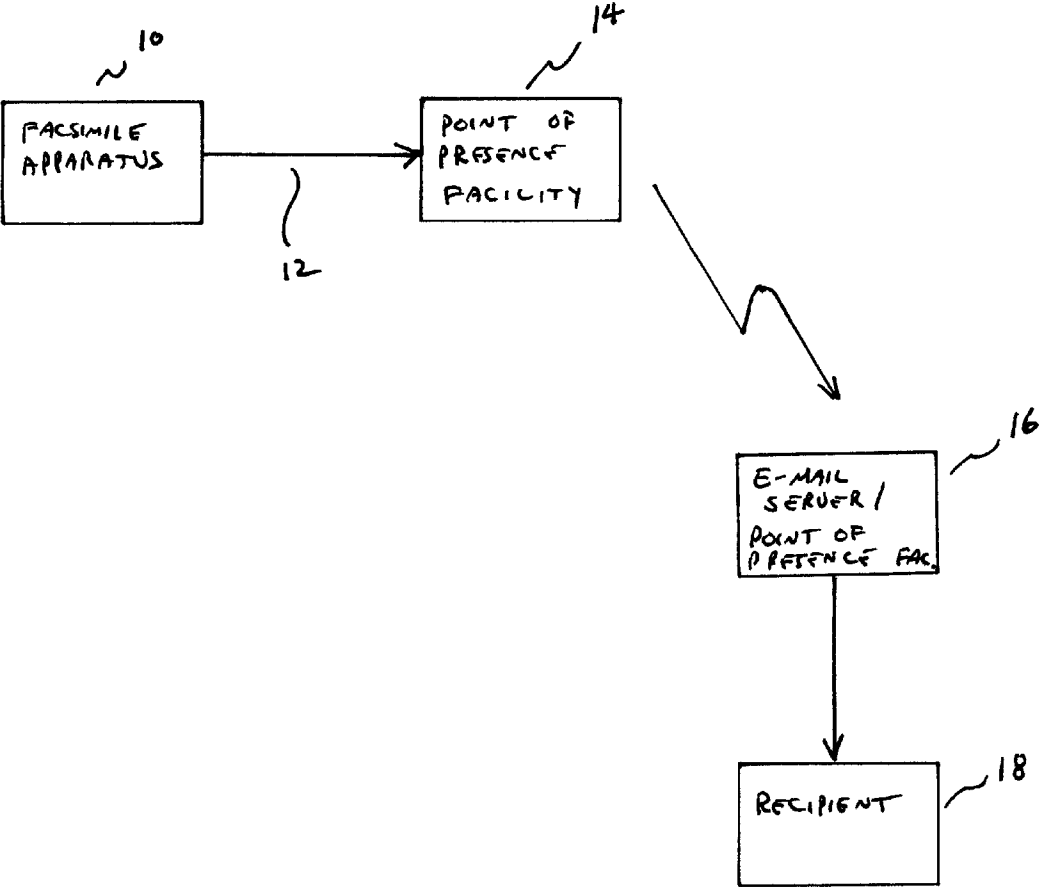 10
14
FACSIMILE
APPARATUS
POINT OF
PRESENCE
FACILITY
12
16
E-MAIL
SERVER/
POINT OF
PRESENCE FAC.
18
RECIPIENT